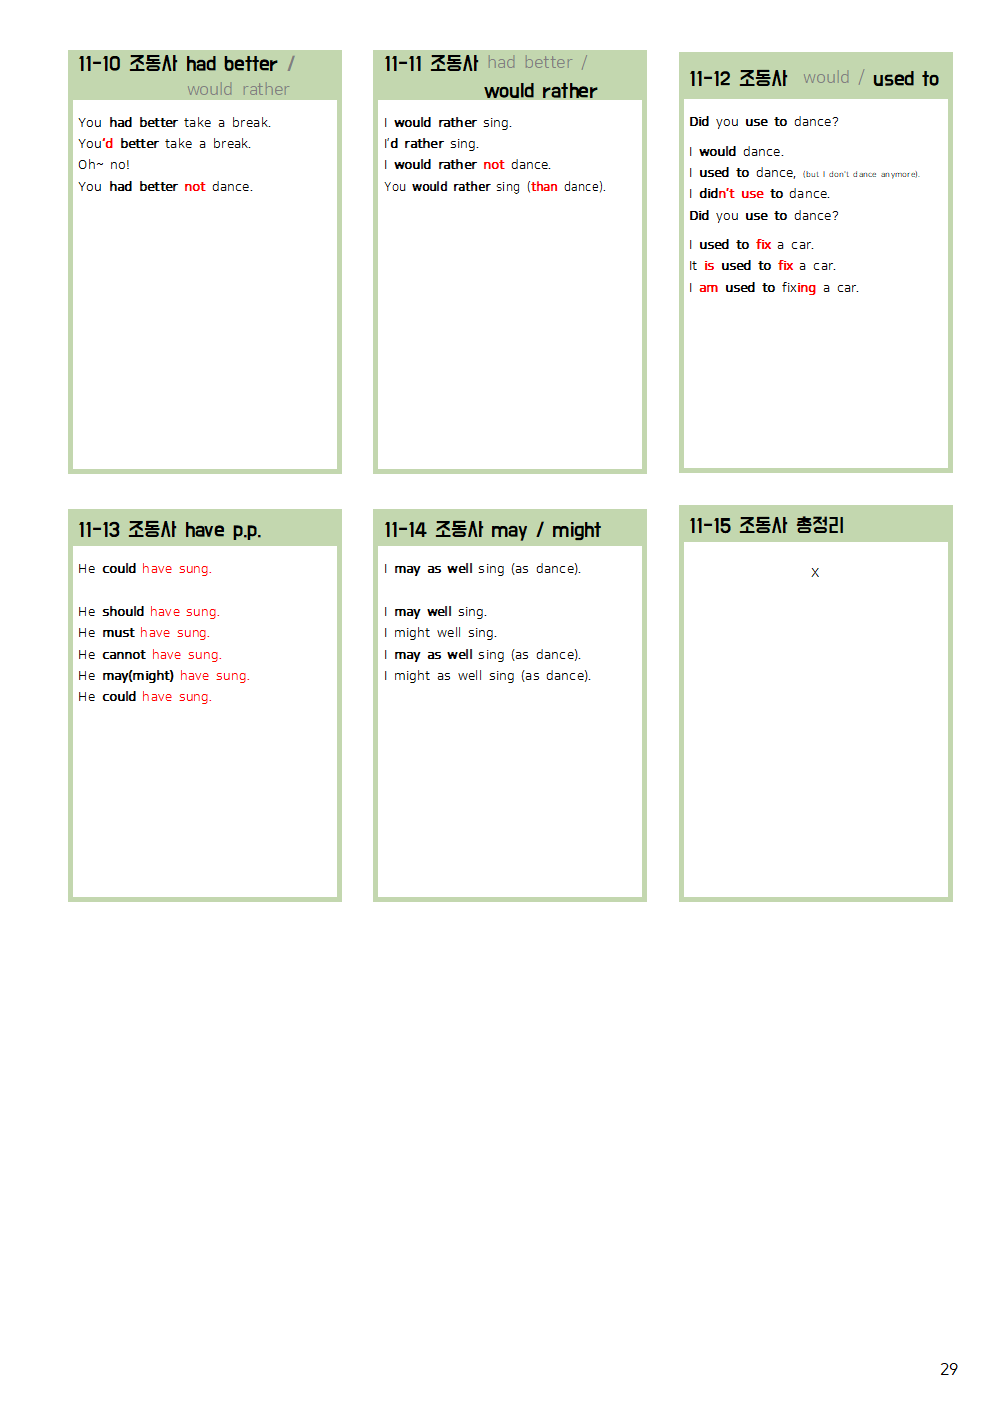 11-10 조동사 had better /
would rather
You had better take a break.
You'd better take a break.
Oh~ no!
You had better not dance.
11-11 조동사 had better /
would rather
I would rather sing.
I'd rather sing.
I would rather not dance.
You would rather sing (than dance).
11-12 조동사 would / used to
Did you use to dance?
I would dance.
I used to dance, (but I don't dance anymore).
I didn't use to dance.
Did you use to dance?
I used to fix a car.
It is used to fix a car.
I am used to fixing a car.
11-13 조동사 have p.p.
He could have sung.
He should have sung.
He must have sung.
He cannot have sung.
He may(might) have sung.
He could have sung.
11-14 조동사 may / might
I may as well sing (as dance).
I may well sing.
I might well sing.
I may as well sing (as dance).
I might as well sing (as dance).
11-15 조동사 총정리
X
29